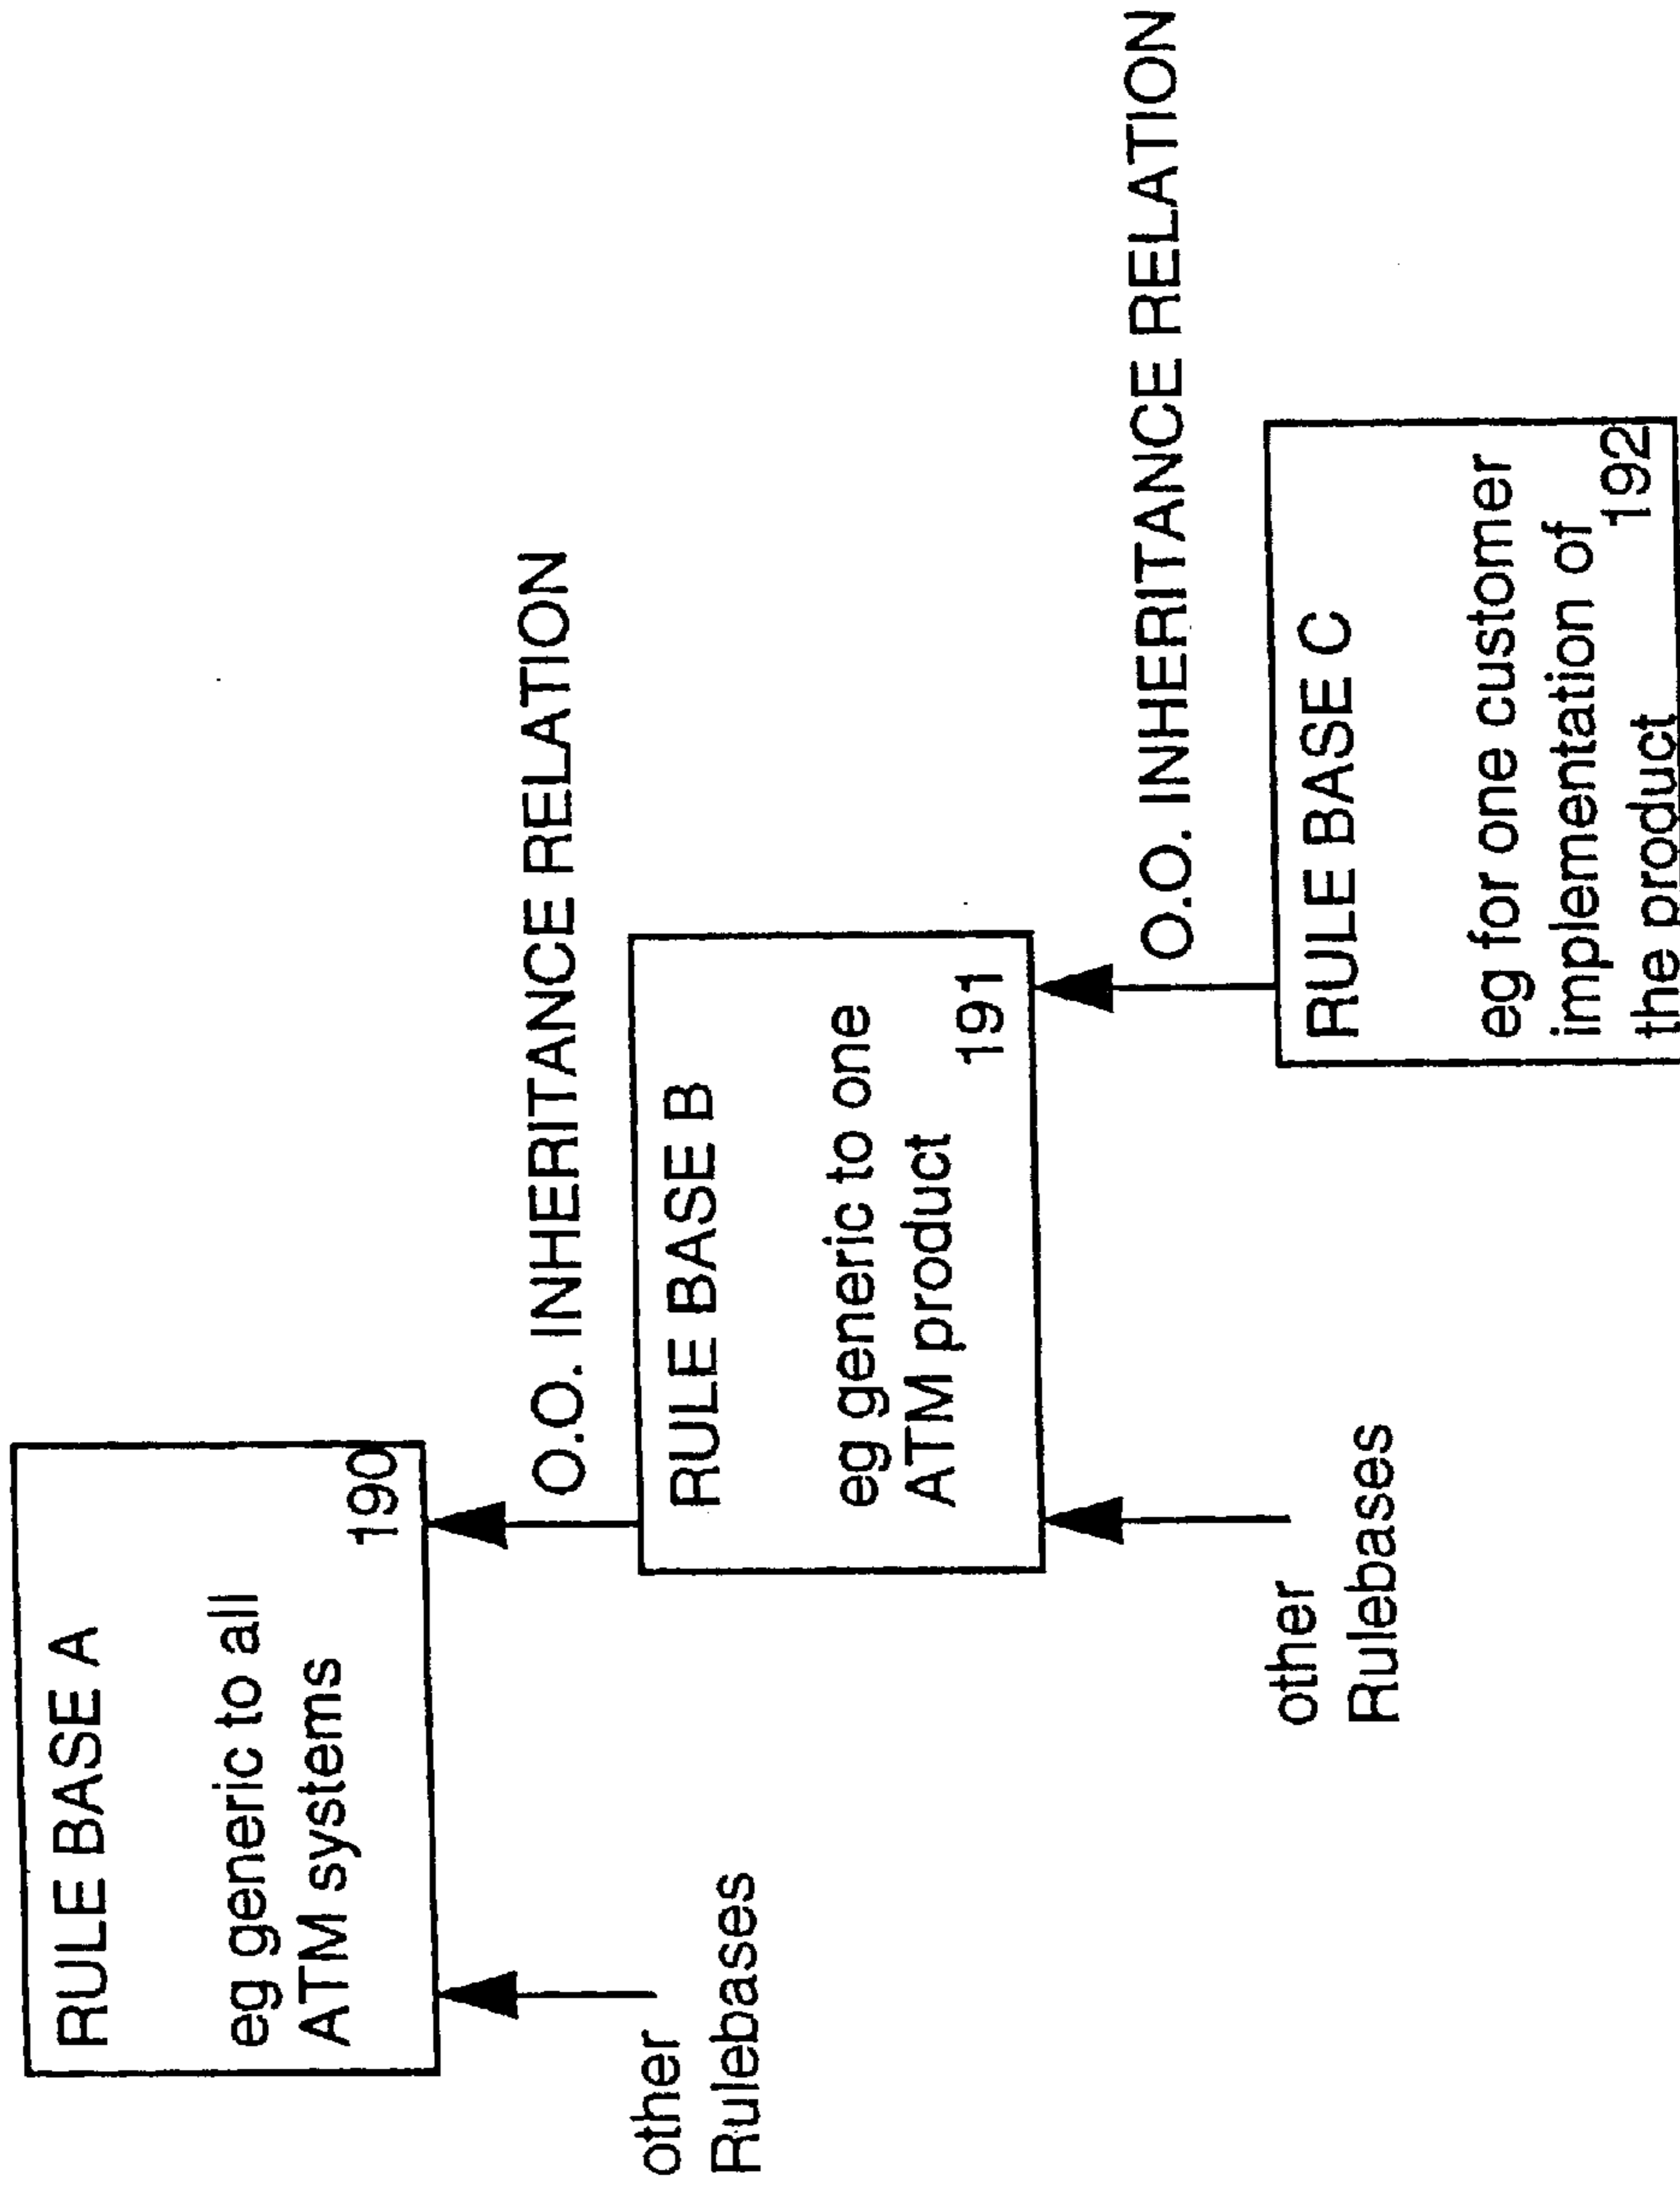 RULE BASE A
eg generic to all
ATM systems
190
O.O. INHERITANCE RELATION
other
Rulebases
RULE BASE B
eg generic to one
ATM product
191
O.O. INHERITANCE RELATION
other
Rulebases
RULE BASE C
eg for one customer
implementation of
the product
192